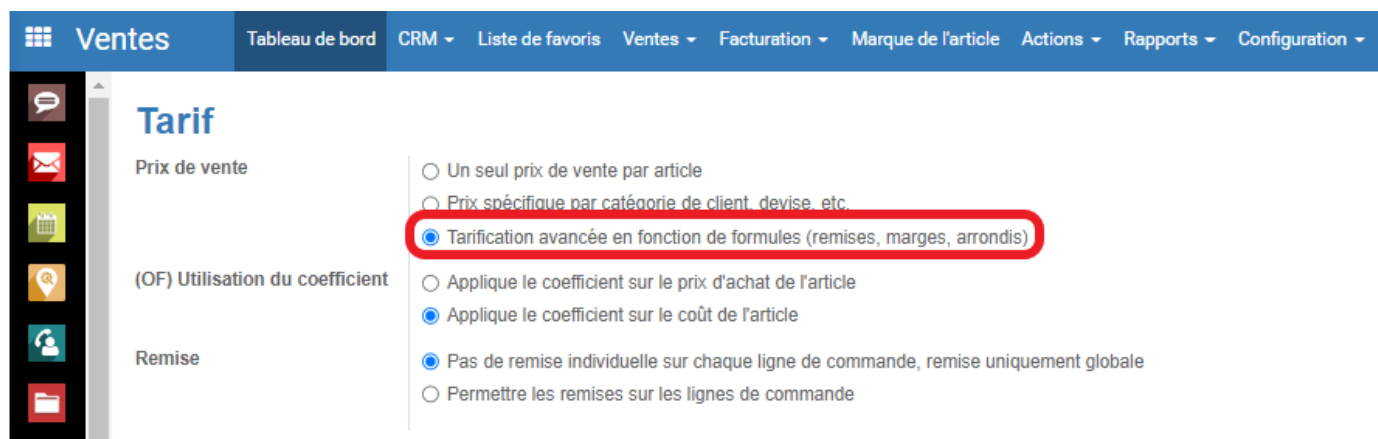 Ventes Tableau de bord CRM Liste de favoris Ventes Facturation Marque de l'article Actions Rapports Configuration
Tarif
Prix de vente
Un seul prix de vente par article
Prix spécifique par catégorie de client, devise, etc.
Tarification avancée en fonction de formules (remises, marges, arrondis)
(OF) Utilisation du coefficient
Applique le coefficient sur le prix d'achat de l'article
Applique le coefficient sur le coût de l'article
Remise
Pas de remise individuelle sur chaque ligne de commande, remise uniquement globale
Permettre les remises sur les lignes de commande